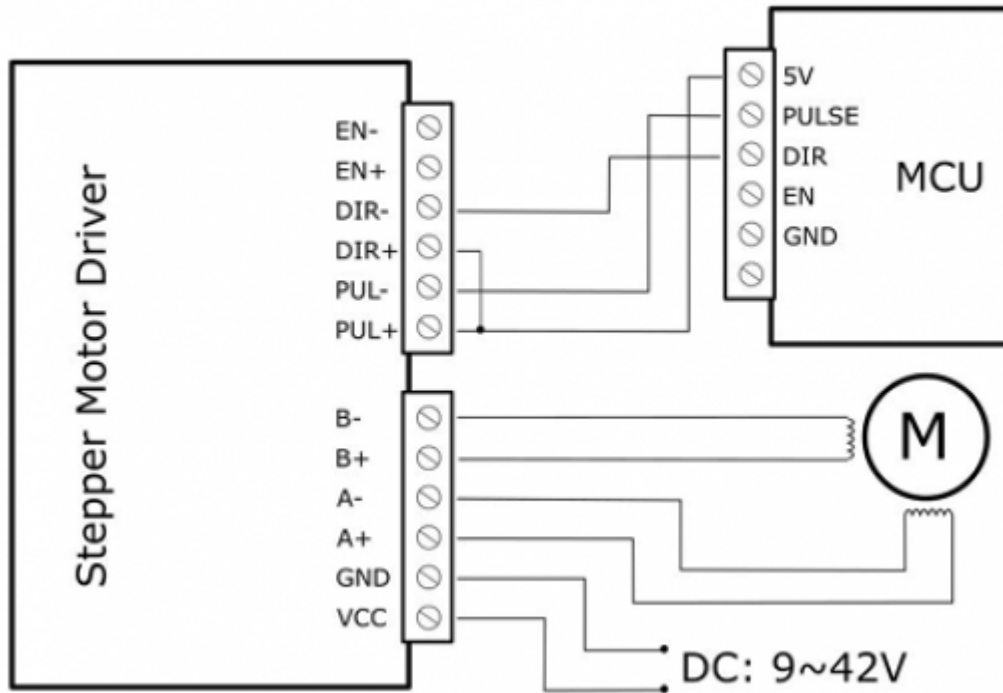 Stepper Motor Driver
EN-
EN+
DIR-
DIR+
PUL-
PUL+
B-
B+
A-
A+
GND
VCC
5V
PULSE
DIR
EN
GND
MCU
M
DC: 9~42V